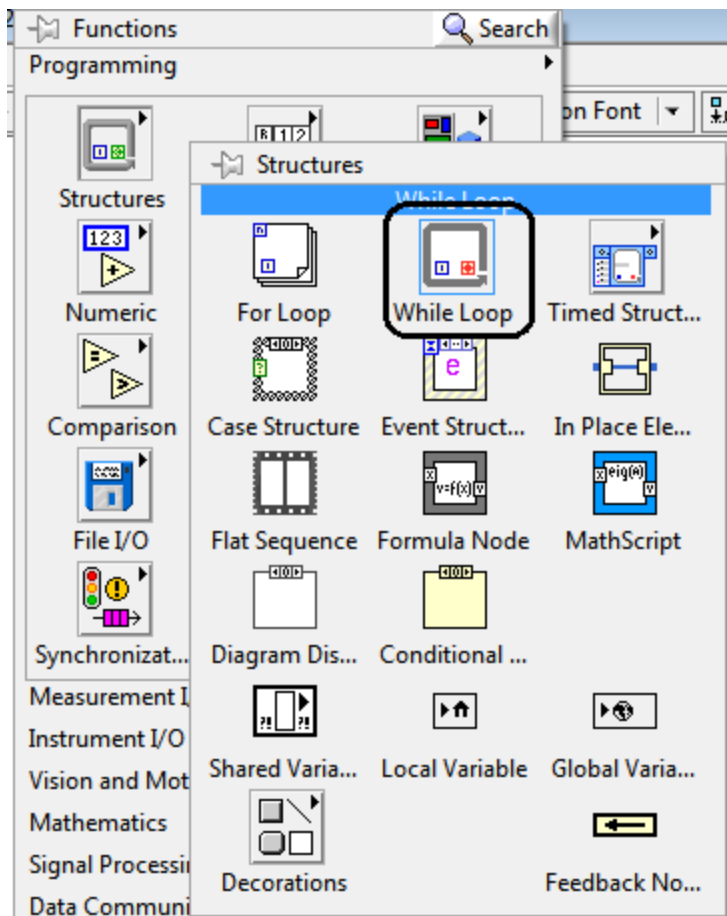 Functions
Search
Programming
on Font
Structures
While Loop
Structures
For Loop
While Loop
Timed Struct...
Numeric
Case Structure
Event Struct...
In Place Ele...
Comparison
Flat Sequence
Formula Node
MathScript
File I/O
Diagram Dis...
Conditional ...
Synchronizat...
Measurement I
Shared Varia...
Local Variable
Global Varia...
Instrument I/O
Vision and Mot
Mathematics
Decorations
Feedback No...
Signal Processi
Data Communi